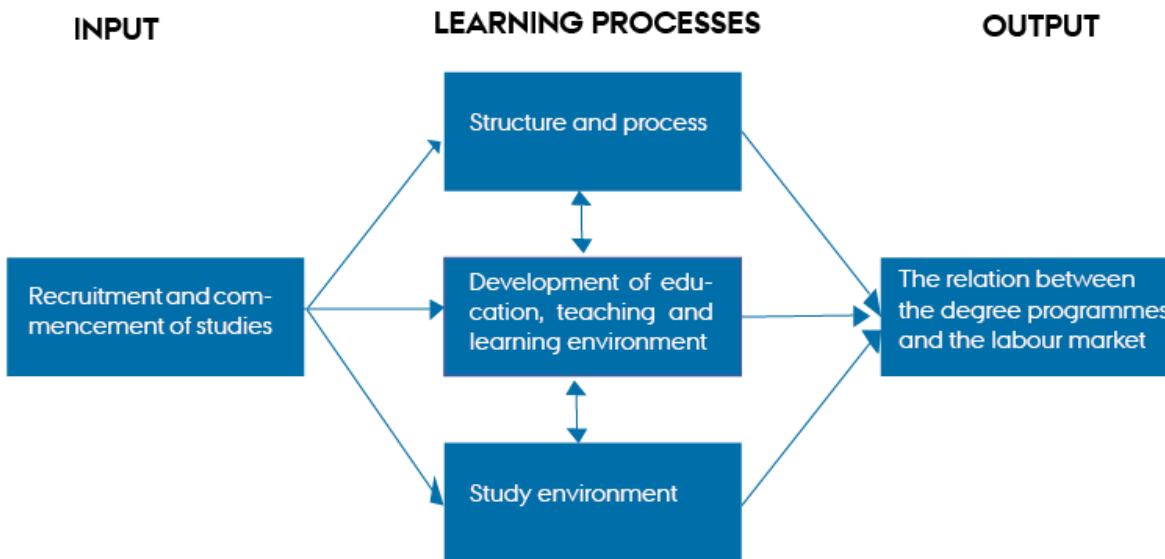 INPUT
LEARNING PROCESSES
OUTPUT
Structure and process
Recruitment and com-
mencement of studies
Development of edu-
cation, teaching and
learning environment
The relation between
the degree programmes
and the labour market
Study environment